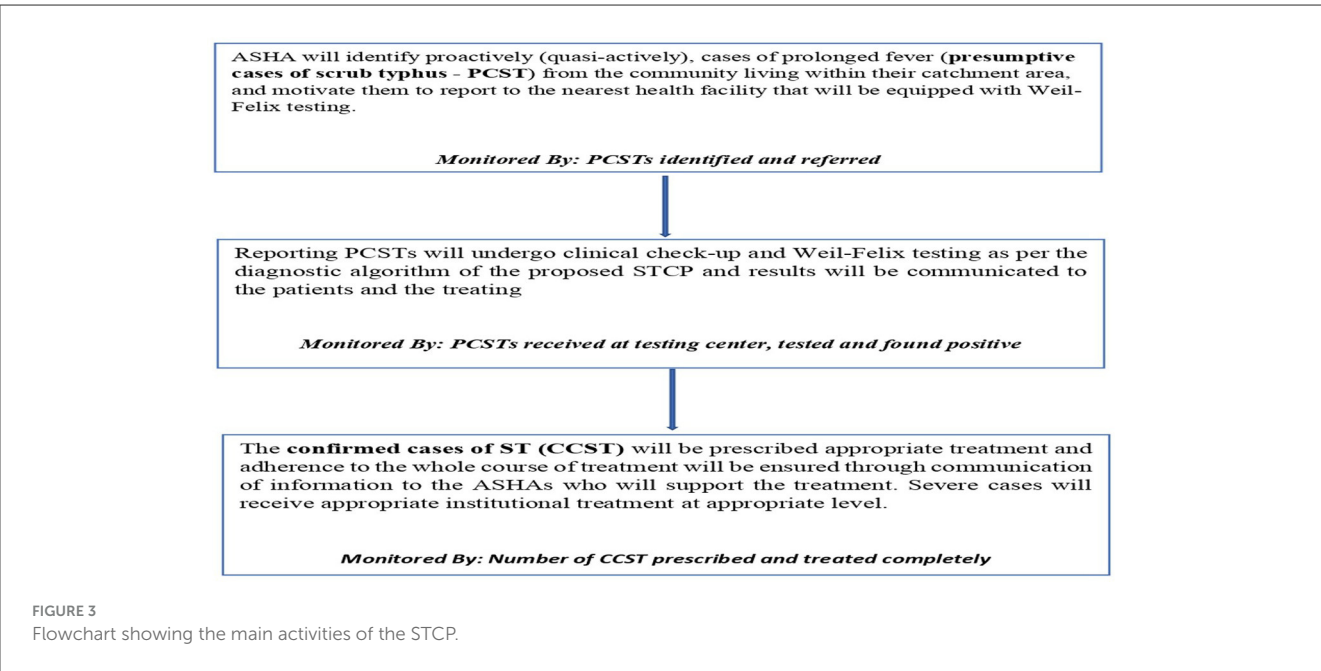 ASHA will identify proactively (quasi-actively), cases of prolonged fever (presumptive
cases of scrub typhus - PCST) from the community living within their catchment area,
and motivate them to report to the nearest health facility that will be equipped with Weil-
Felix testing.
Monitored By: PCSTs identified and referred
Reporting PCSTs will undergo clinical check-up and Weil-Felix testing as per the
diagnostic algorithm of the proposed STCP and results will be communicated to
the patients and the treating
Monitored By: PCSTs received at testing center, tested and found positive
The confirmed cases of ST (CCST) will be prescribed appropriate treatment and
adherence to the whole course of treatment will be ensured through communication
of information to the ASHAs who will support the treatment. Severe cases will
receive appropriate institutional treatment at appropriate level.
Monitored By: Number of CCST prescribed and treated completely
FIGURE 3
Flowchart showing the main activities of the STCP.